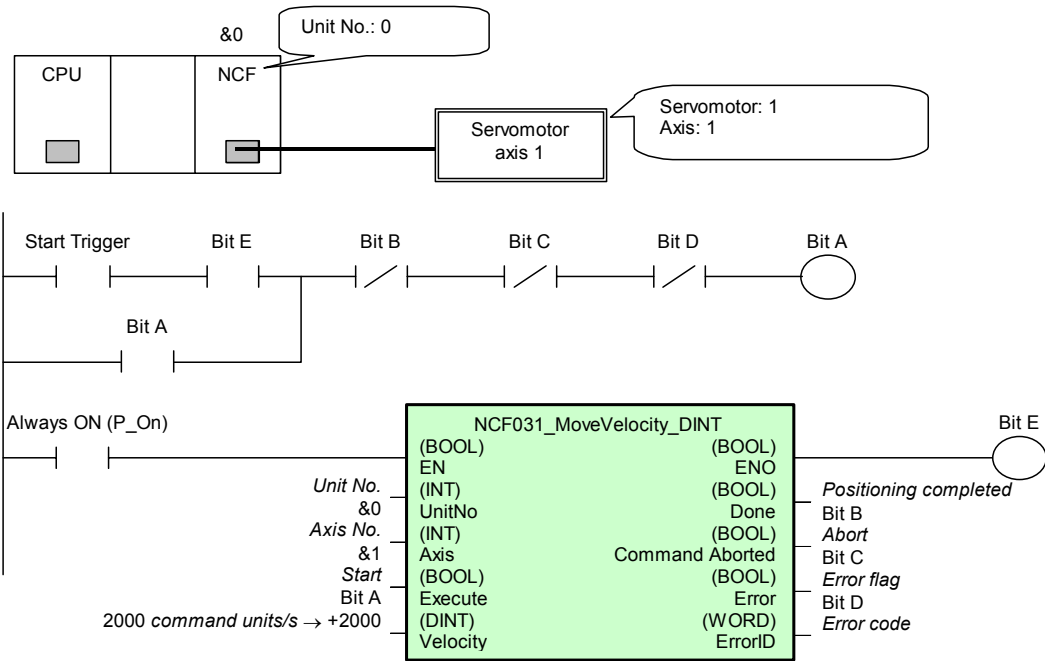 &0
Unit No.: 0
CPU
NCF
Servomotor
axis 1
Servomotor: 1
Axis: 1
Start Trigger
Bit E
Bit B
Bit C
Bit D
Bit A
Bit A
Always ON (P_On)
NCF031_MoveVelocity_DINT
Bit E
(BOOL)
EN
(BOOL)
ENO
Unit No.
&0
(INT)
UnitNo
(BOOL)
Done
Positioning completed
Bit B
Axis No.
&1
(INT)
Axis
(BOOL)
Command Aborted
Abort
Bit C
Start
Bit A
(BOOL)
Execute
(BOOL)
Error
Error flag
Bit D
2000 command units/s → +2000
(DINT)
Velocity
(WORD)
ErrorID
Error code